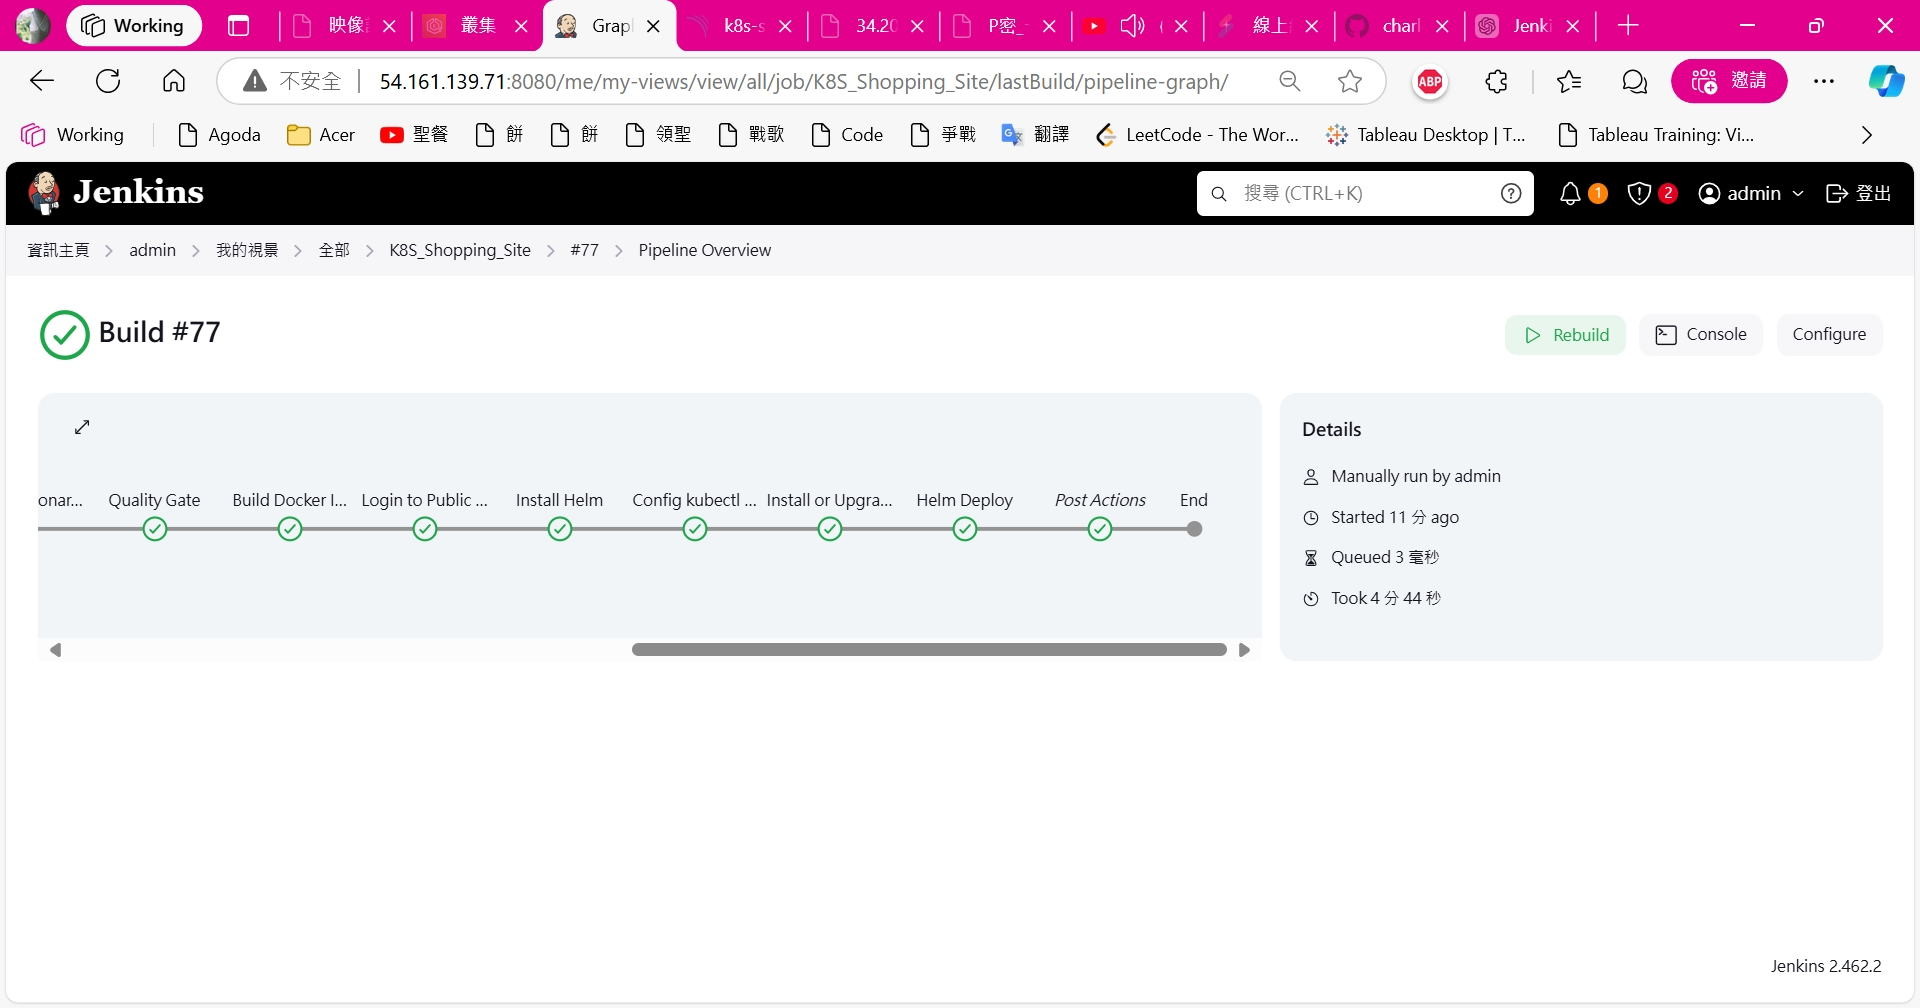 Working
映像
叢集
Grap
k8s-s
34.20
P密_
線上
charl
Jenki
不安全
54.161.139.71:8080/me/my-views/view/all/job/K8S_Shopping_Site/lastBuild/pipeline-graph/
ABP
邀請
Working
Agoda
Acer
聖餐
餅
餅
領聖
戰歌
Code
爭戰
翻譯
LeetCode - The Wor...
Tableau Desktop | T...
Tableau Training: Vi...
Jenkins
搜尋 (CTRL+K)
1
2
admin
登出
資訊主頁
admin
我的視景
全部
K8S_Shopping_Site
#77
Pipeline Overview
Build #77
Rebuild
Console
Configure
onar...
Quality Gate
Build Docker I...
Login to Public ...
Install Helm
Config kubectl ...
Install or Upgra...
Helm Deploy
Post Actions
End
Details
Manually run by admin
Started 11 分 ago
Queued 3 毫秒
Took 4 分 44 秒
Jenkins 2.462.2